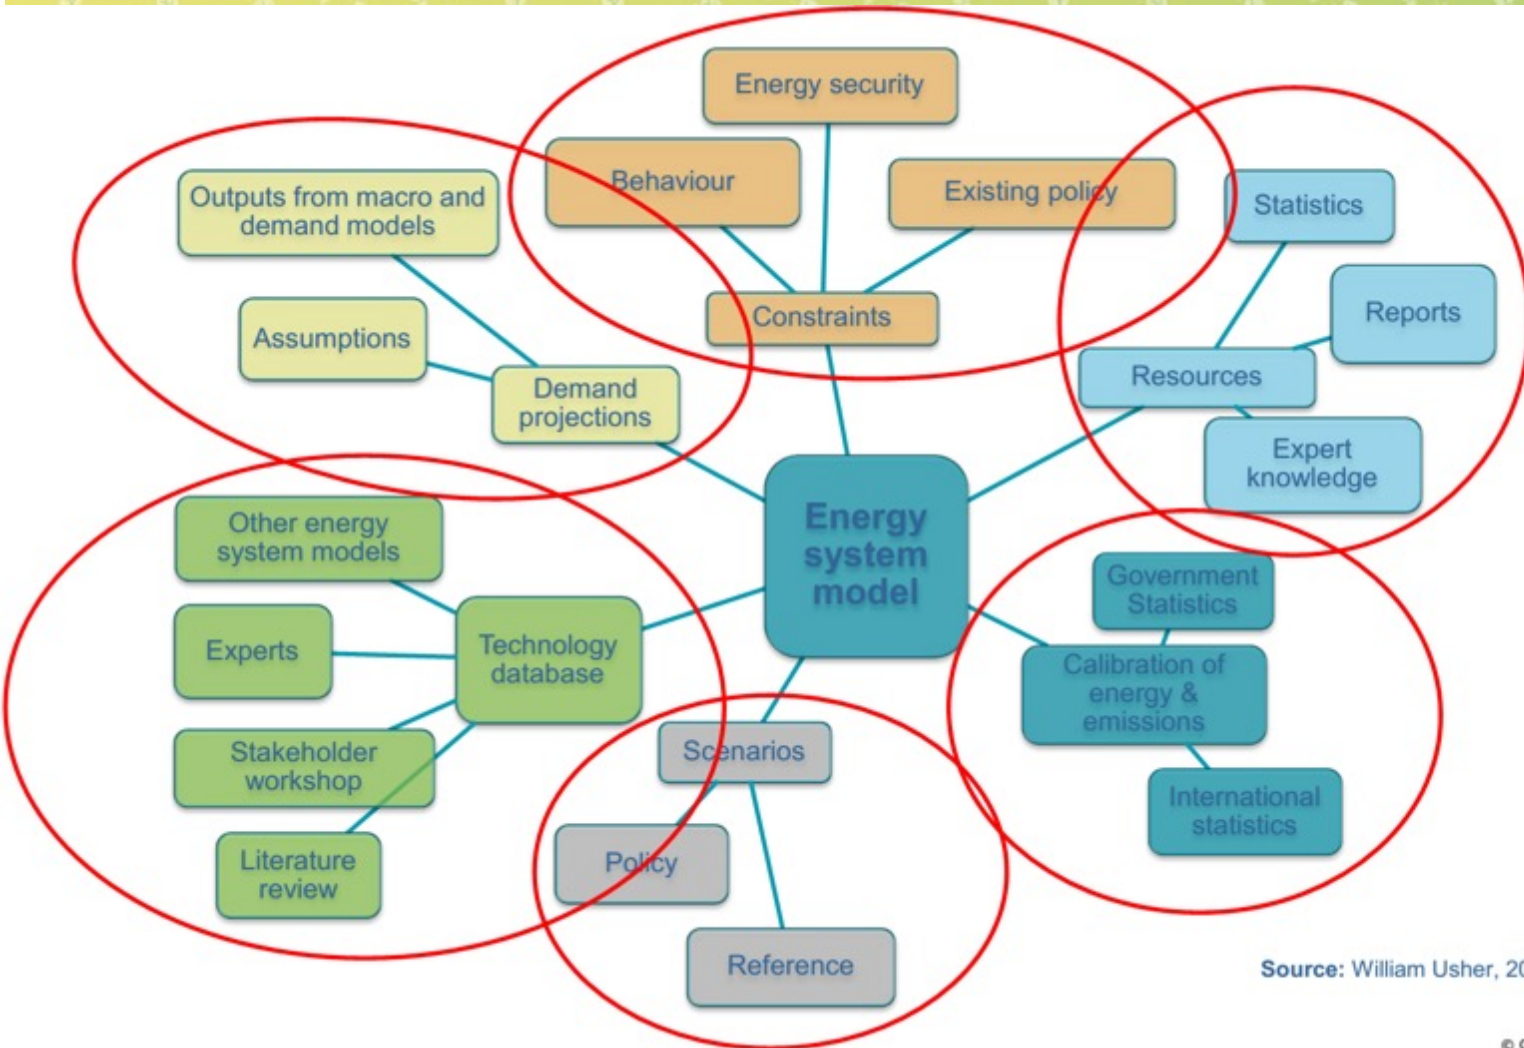 Energy security
Behaviour
Existing policy
Constraints
Outputs from macro and
demand models
Assumptions
Demand
projections
Statistics
Reports
Resources
Expert
knowledge
Energy
system
model
Other energy
system models
Experts
Technology
database
Stakeholder
workshop
Literature
review
Government
Statistics
Calibration of
energy &
emissions
International
statistics
Scenarios
Policy
Reference
Source: William Usher, 20
©